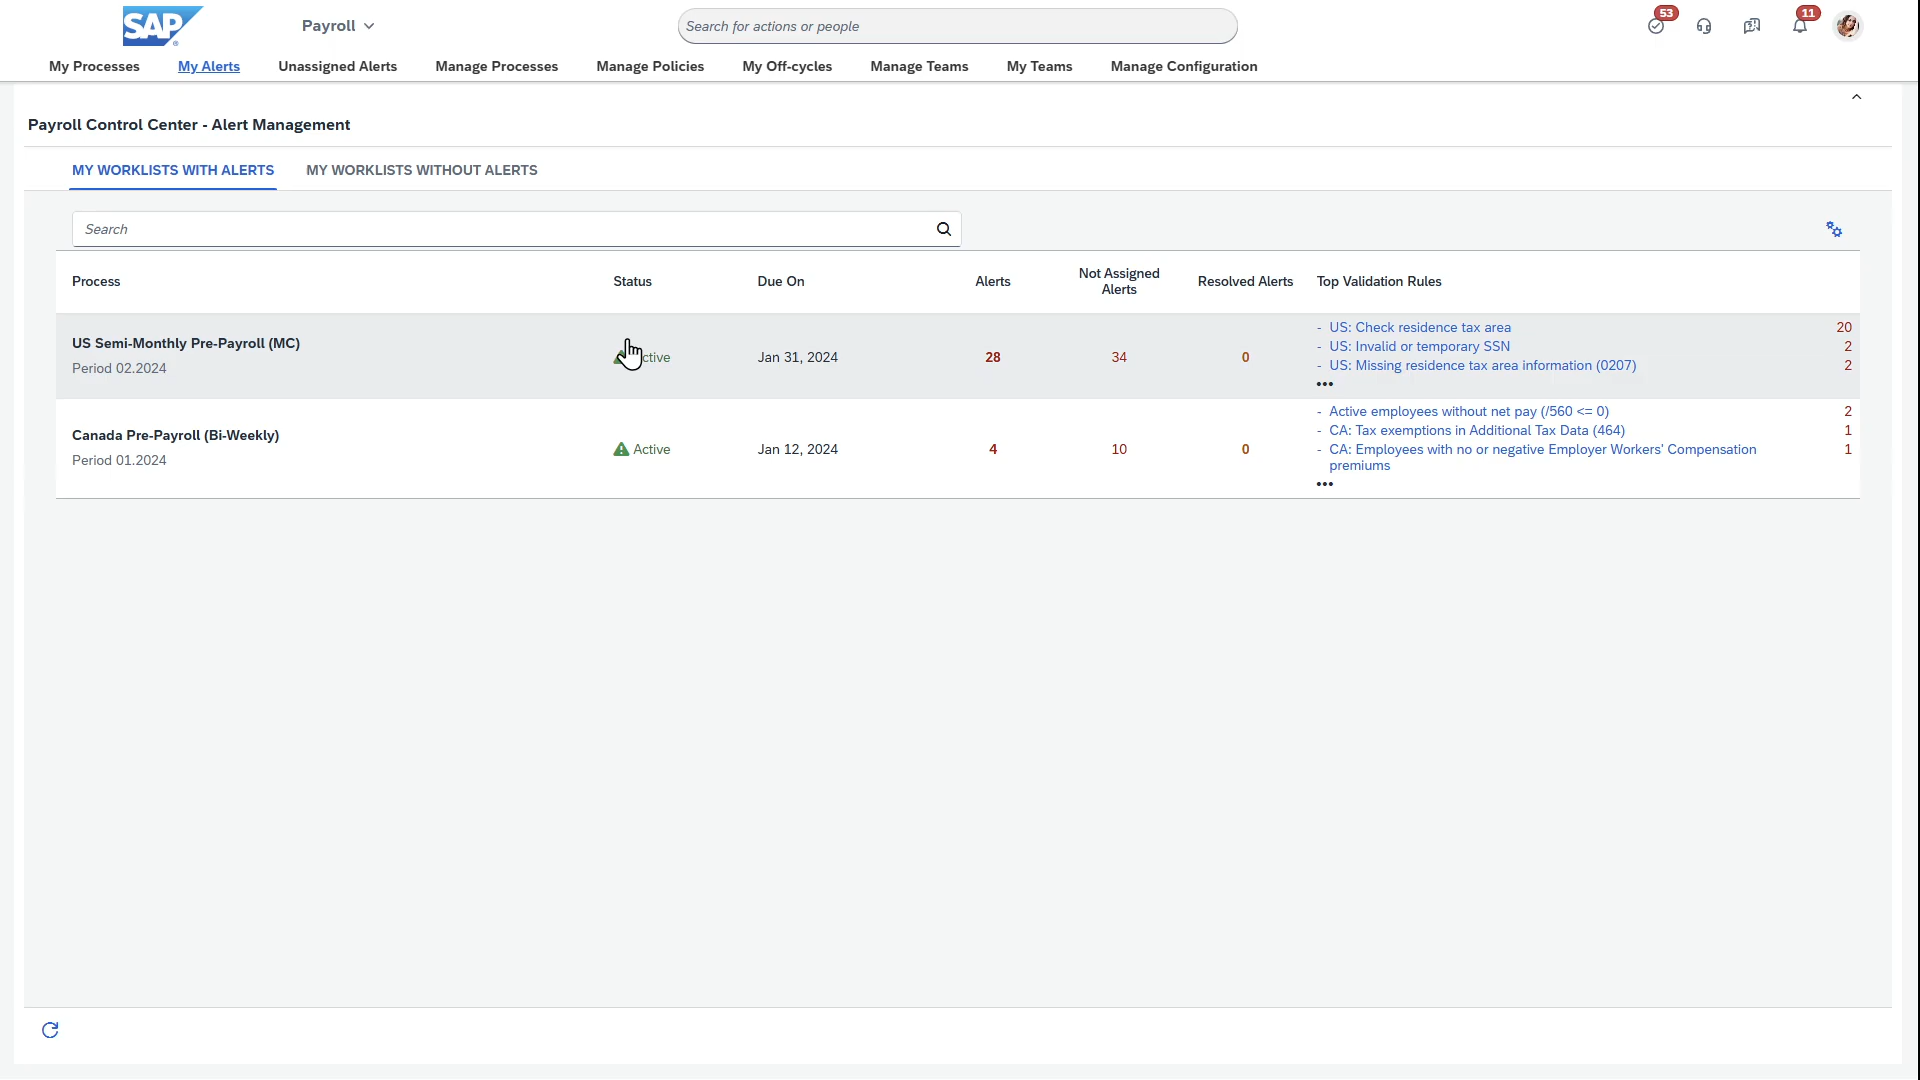 SAP
Payroll
Search for actions or people
53
11
My Processes
My Alerts
Unassigned Alerts
Manage Processes
Manage Policies
My Off-cycles
Manage Teams
My Teams
Manage Configuration
Payroll Control Center - Alert Management
MY WORKLISTS WITH ALERTS
MY WORKLISTS WITHOUT ALERTS
Search
Process
Status
Due On
Alerts
Not Assigned
Alerts
Resolved Alerts
Top Validation Rules
US Semi-Monthly Pre-Payroll (MC)
Period 02.2024
ctive
Jan 31, 2024
28
34
0
- US: Check residence tax area 20
- US: Invalid or temporary SSN 2
- US: Missing residence tax area information (0207) 2
•••
Canada Pre-Payroll (Bi-Weekly)
Period 01.2024
Active
Jan 12, 2024
4
10
0
- Active employees without net pay (/560 <= 0) 2
- CA: Tax exemptions in Additional Tax Data (464) 1
- CA: Employees with no or negative Employer Workers' Compensation 1
premiums
•••